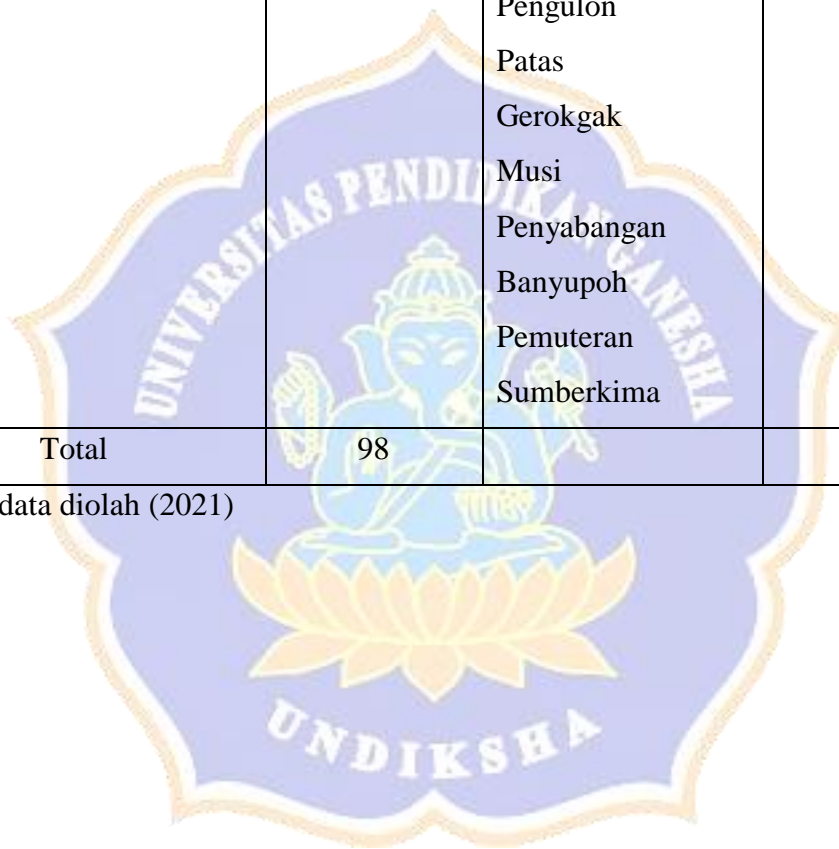 Pengulon
Patas
Gerokgak
Musi
Penyabangan
Banyupoh
Pemuteran
Sumberkima
Total 98
data diolah (2021)
UNIVERSITAS PENDIDIKAN GANESHA
UNDIKSHA